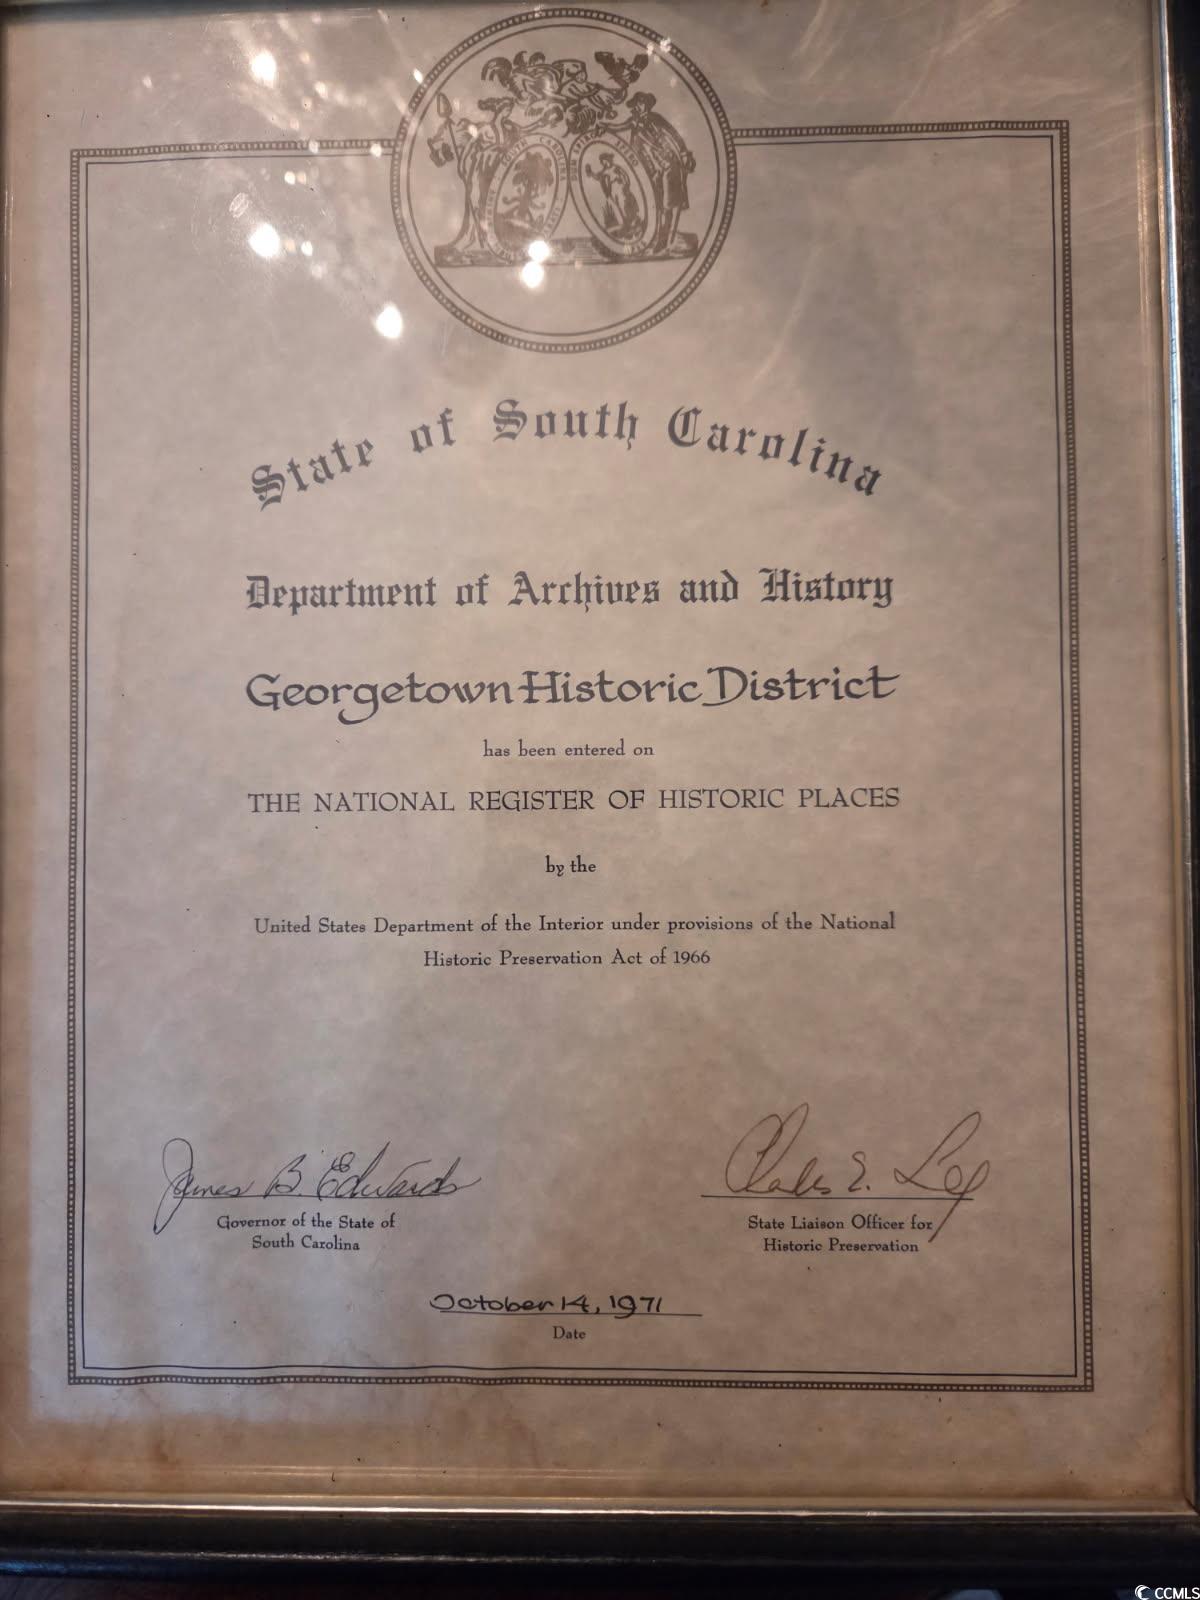 State of South Carolina
Department of Archives and History
Georgetown Historic District
has been entered on
THE NATIONAL REGISTER OF HISTORIC PLACES
by the
United States Department of the Interior under provisions of the National
Historic Preservation Act of 1966
James B. Edwards
Charles E. Lee
Governor of the State of
South Carolina
State Liaison Officer for
Historic Preservation
October 14, 1971
Date
CCMLS